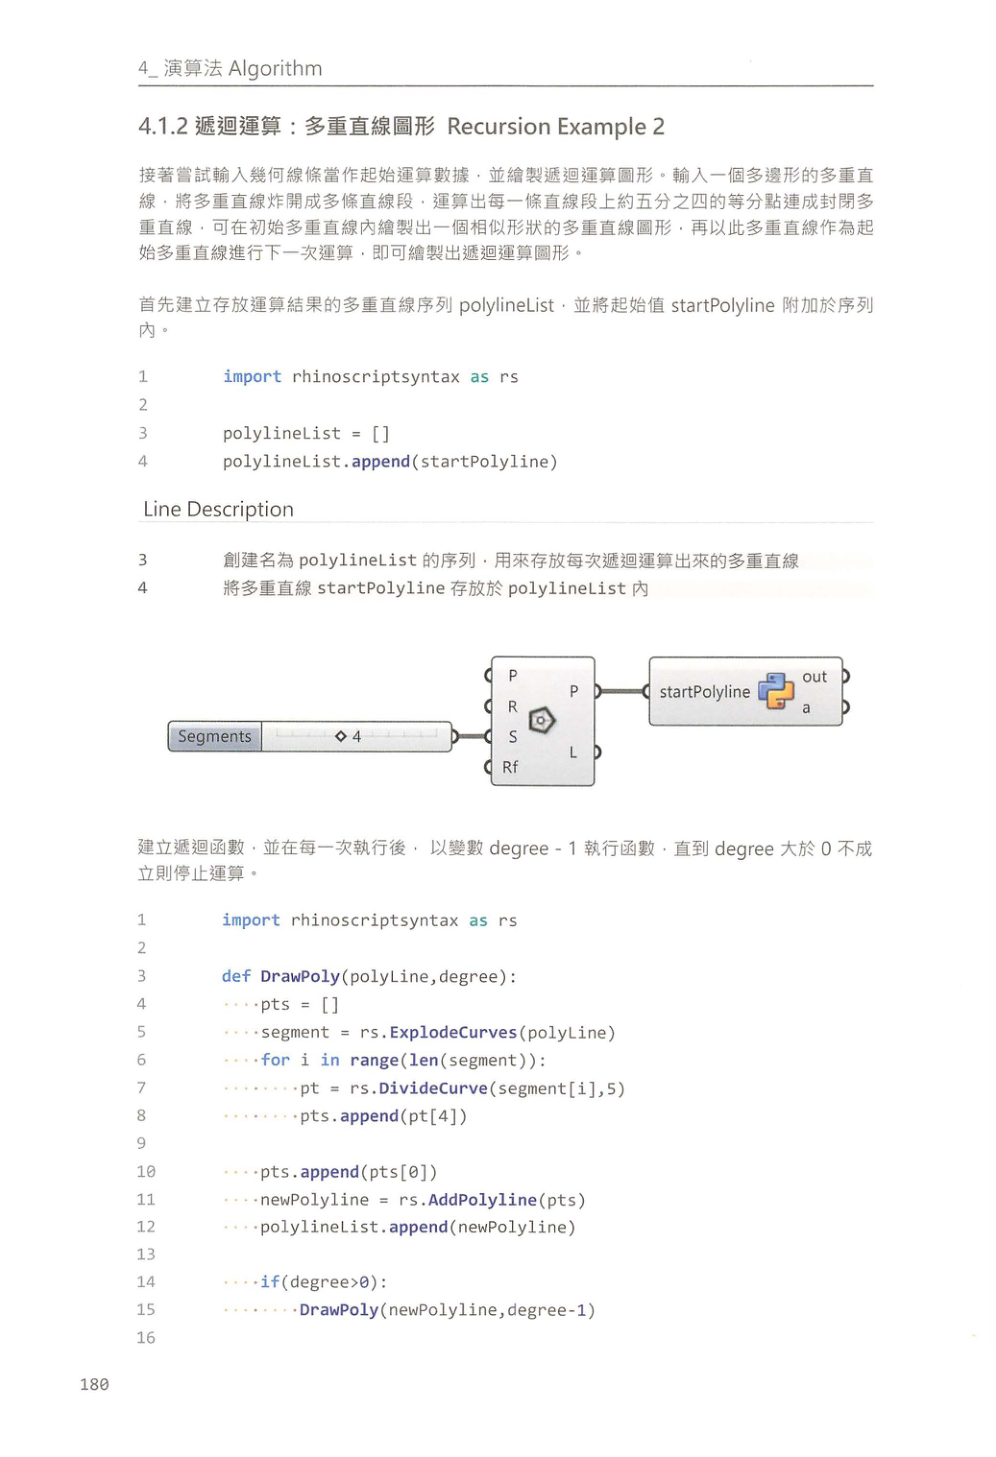 4_ 演算法 Algorithm
4.1.2 遞迴運算：多重直線圖形 Recursion Example 2
接著嘗試輸入幾何線條當作起始運算數據，並繪製遞迴運算圖形。輸入一個多邊形的多重直
線，將多重直線炸開成多條直線段，運算出每一條直線段上約五分之四的等分點連成封閉多
重直線，可在初始多重直線內繪製出一個相似形狀的多重直線圖形，再以此多重直線作為起
始多重直線進行下一次運算，即可繪製出遞迴運算圖形。
首先建立存放運算結果的多重直線序列 polylineList，並將起始值 startPolyline 附加於序列
內。
1 import rhinoscriptsyntax as rs
2
3 polylineList = []
4 polylineList.append(startPolyline)
Line Description
3 創建名為 polylineList 的序列，用來存放每次遞迴運算出來的多重直線
4 將多重直線 startPolyline 存放於 polylineList 內
Segments ◇ 4
P
R
S
Rf
P
L
startPolyline
out
a
建立遞迴函數，並在每一次執行後， 以變數 degree - 1 執行函數，直到 degree 大於 0 不成
立則停止運算。
1 import rhinoscriptsyntax as rs
2
3 def DrawPoly(polyLine,degree):
4 ····pts = []
5 ····segment = rs.ExplodeCurves(polyLine)
6 ····for i in range(len(segment)):
7 ········pt = rs.DivideCurve(segment[i],5)
8 ········pts.append(pt[4])
9
10 ····pts.append(pts[0])
11 ····newPolyline = rs.AddPolyline(pts)
12 ····polylineList.append(newPolyline)
13
14 ····if(degree>0):
15 ········DrawPoly(newPolyline,degree-1)
16
180